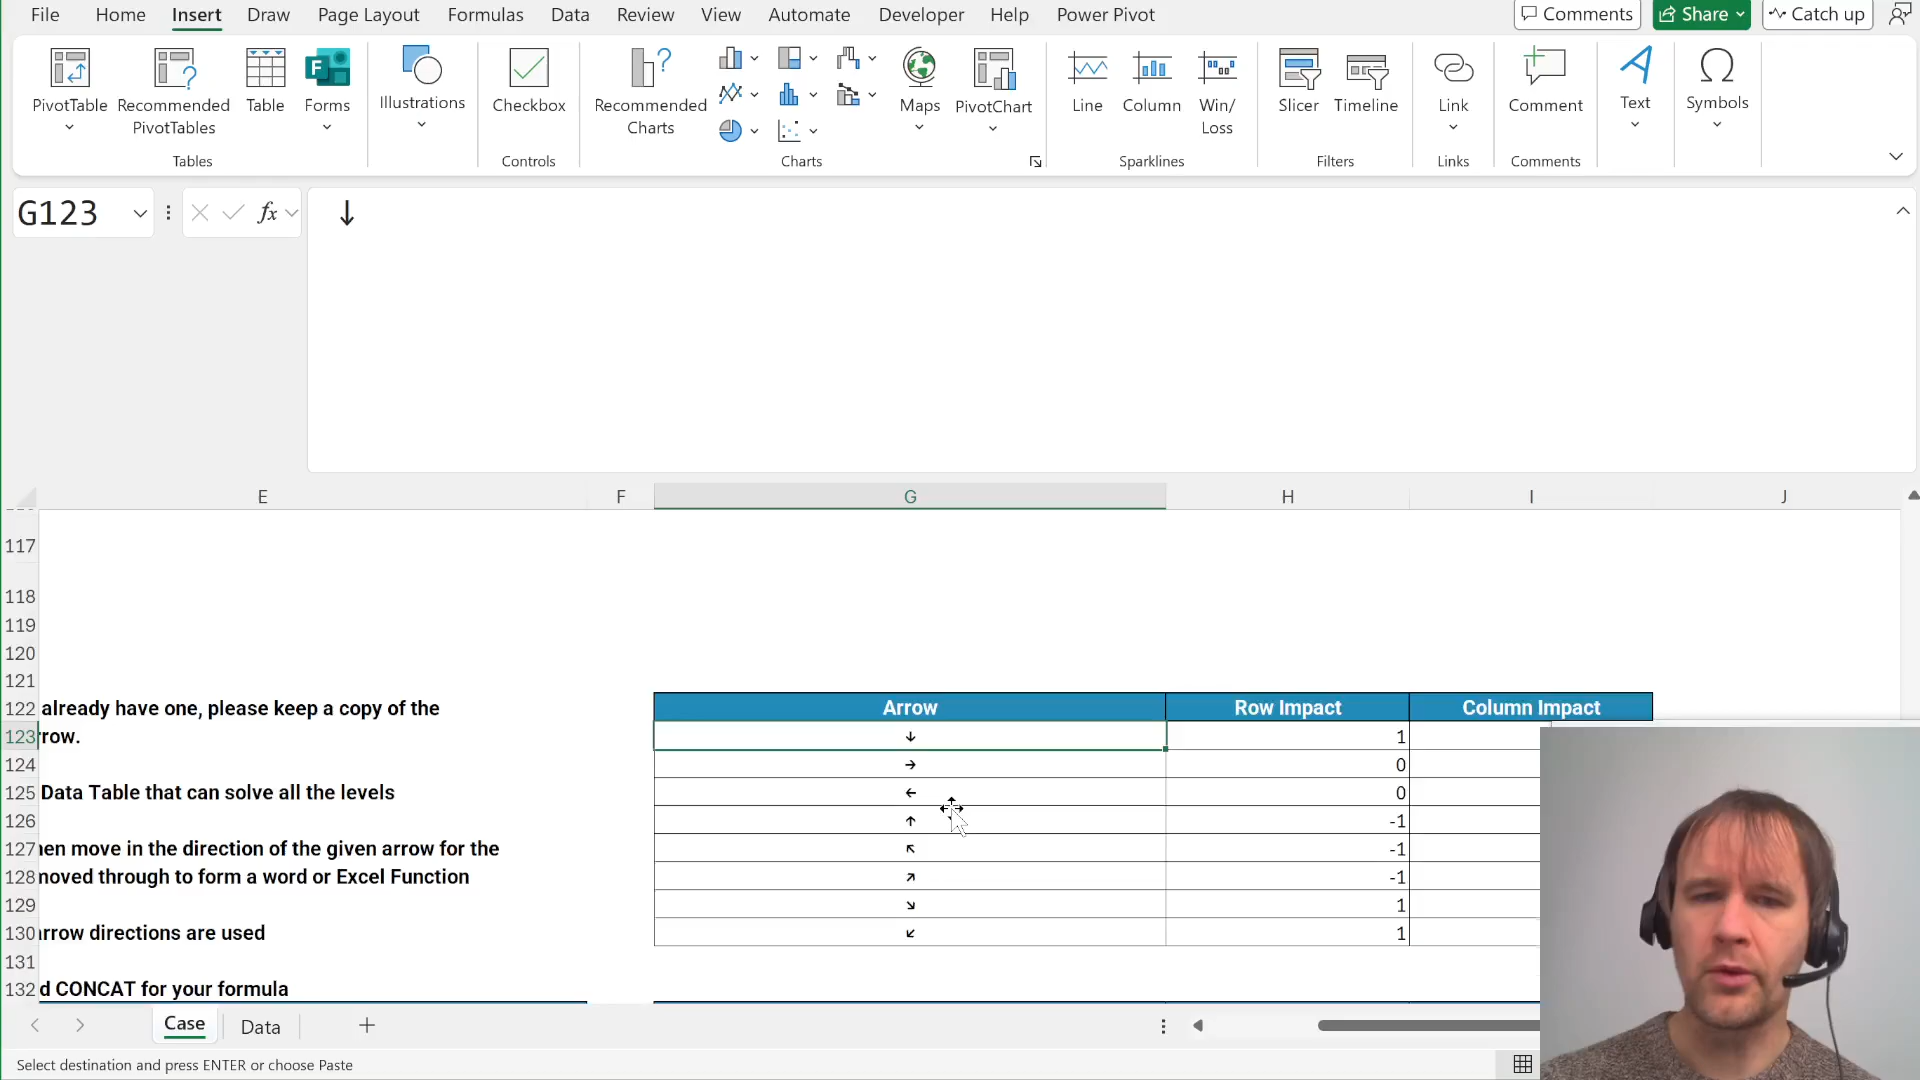 File Home Insert Draw Page Layout Formulas Data Review View Automate Developer Help Power Pivot Comments Share Catch up
PivotTable
Recommended PivotTables
Table
Forms
Illustrations
Checkbox
Recommended Charts
Maps
PivotChart
Line
Column
Win/Loss
Slicer
Timeline
Link
Comment
Text
Symbols
Tables Controls Charts Sparklines Filters Links Comments
G123 fx ↓
E F G H I J
117
118
119
120
121
122 already have one, please keep a copy of the Arrow Row Impact Column Impact
123 row. ↓ 1
124 → 0
125 Data Table that can solve all the levels ← 0
126 ↑ -1
127 en move in the direction of the given arrow for the ↖ -1
128 moved through to form a word or Excel Function ↗ -1
129 ↘ 1
130 arrow directions are used ↙ 1
131
132 d CONCAT for your formula
Case Data +
Select destination and press ENTER or choose Paste